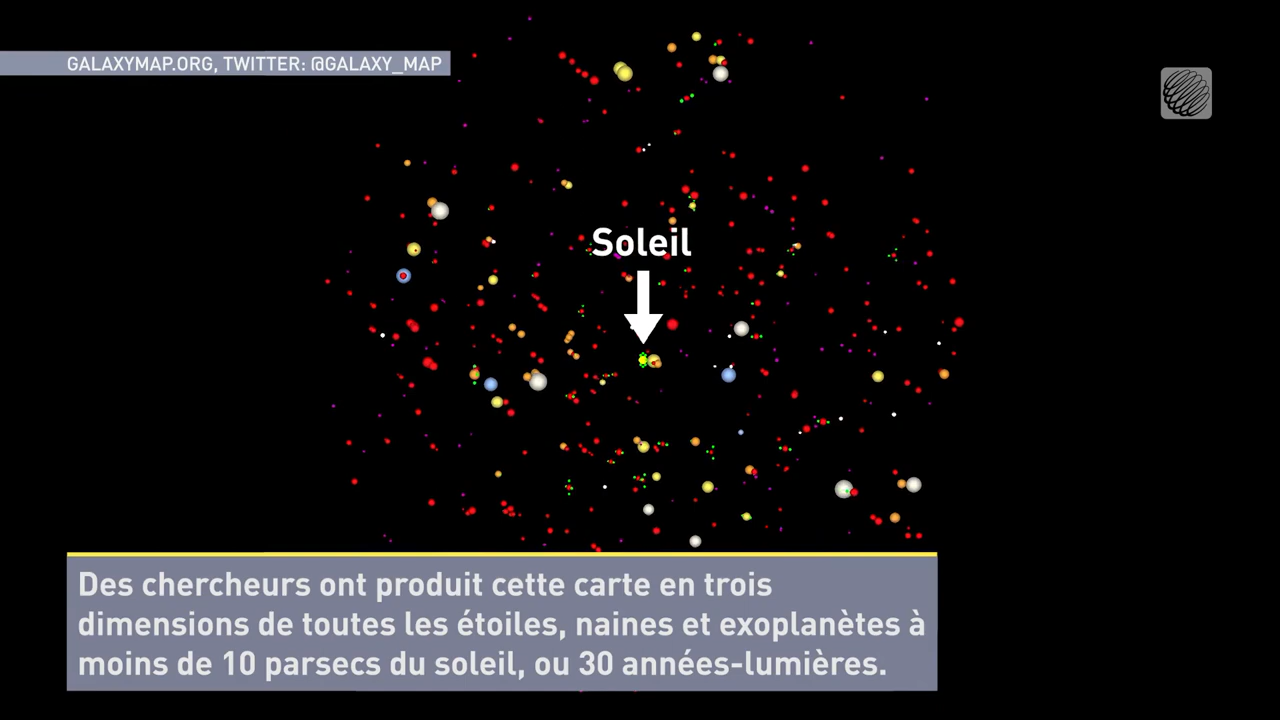 GALAXYMAP.ORG, TWITTER: @GALAXY_MAP
Soleil
Des chercheurs ont produit cette carte en trois
dimensions de toutes les étoiles, naines et exoplanètes à
moins de 10 parsecs du soleil, ou 30 années-lumières.